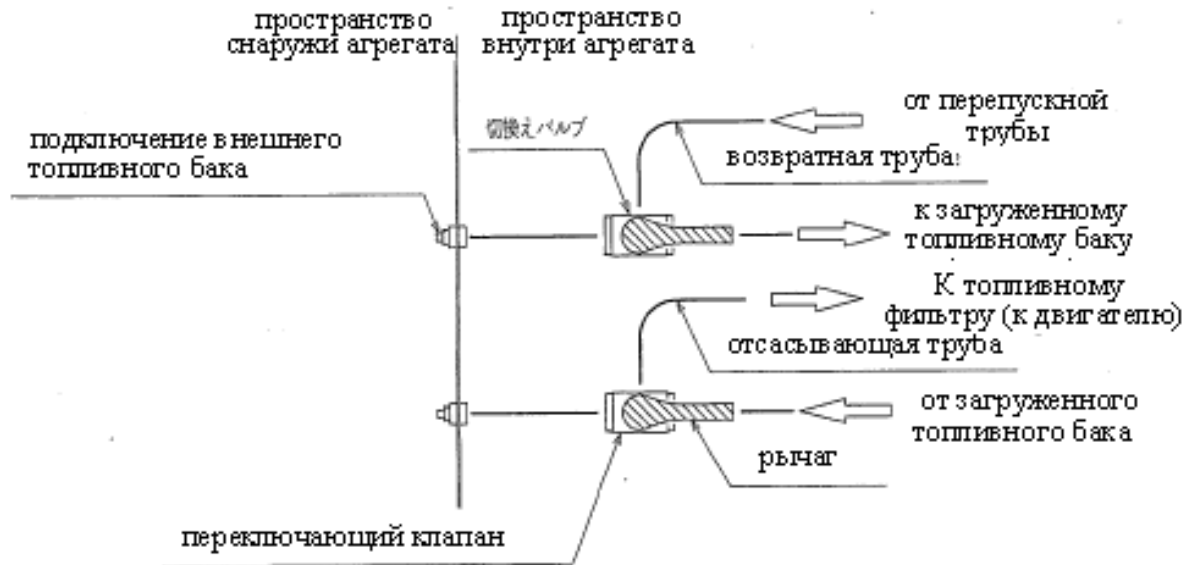 пространство
снаружи агрегата
пространство
внутри агрегата
от перепускной
трубы
подключение внешнего
топливного бака
切換えバルブ
возвратная труба
к загруженному
топливному баку
К топливному
фильтру (к двигателю)
отсасывающая труба
от загруженного
топливного бака
рычаг
переключающий клапан